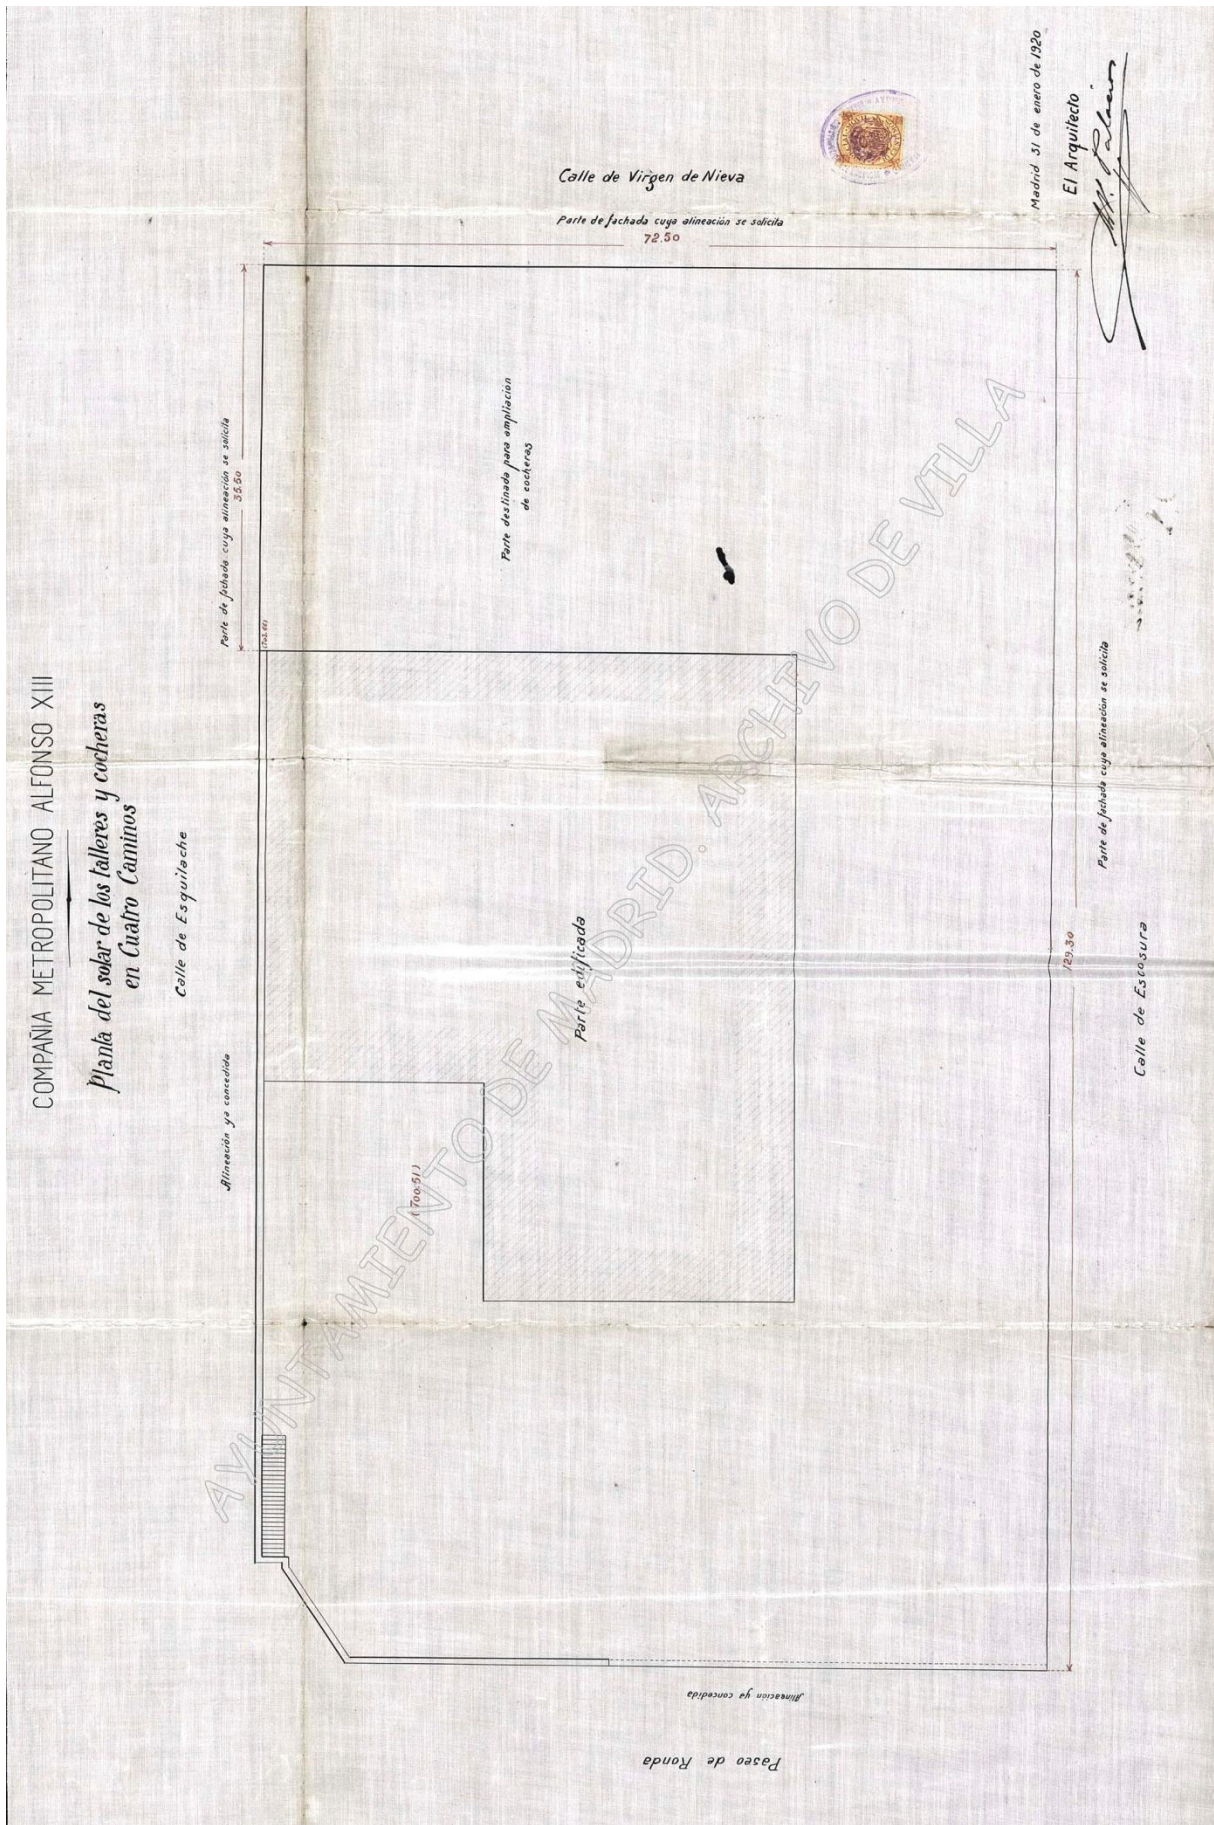 COMPAÑIA METROPOLITANO ALFONSO XIII
Planta del solar de los talleres y cocheras
en Cuatro Caminos
Calle de Esquilache
Alineación ya concedida
Parte de fachada cuya alineación se solicita
35.50
Calle de Virgen de Nieva
Parte de fachada cuya alineación se solicita
72.50
Madrid 31 de enero de 1920
El Arquitecto
Parte destinada para ampliación
de cocheras
Parte edificada
(700.51)
129.30
Parte de fachada cuya alineación se solicita
Calle de Escosura
Alineación ya concedida
Paseo de Ronda
AYUNTAMIENTO DE MADRID. ARCHIVO DE VILLA